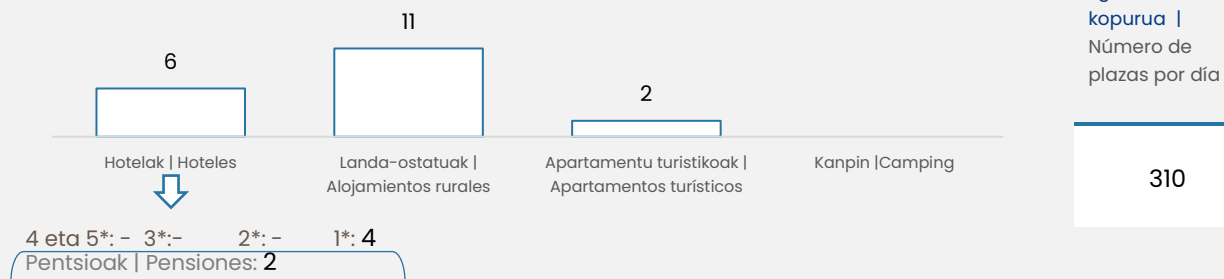 6
11
2
Hotelak | Hoteles
Landa-ostatuak |
Alojamientos rurales
Apartamentu turistikoak |
Apartamentos turísticos
Kanpin |Camping
4 eta 5*: - 3*:- 2*: - 1*: 4
Pentsioak | Pensiones: 2
kopurua |
Número de
plazas por día
310